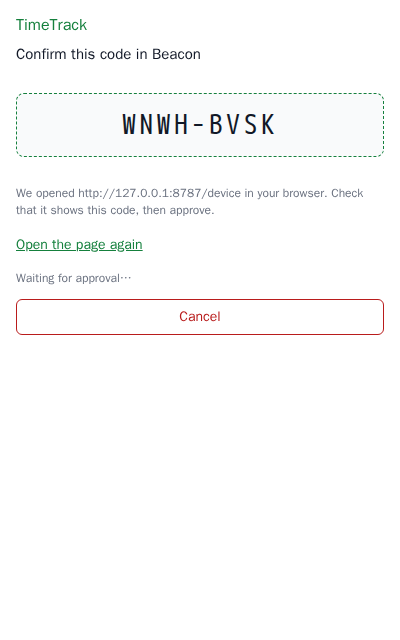 TimeTrack
Confirm this code in Beacon
WNWH-BVSK
We opened http://127.0.0.1:8787/device in your browser. Check
that it shows this code, then approve.
Open the page again
Waiting for approval···
Cancel